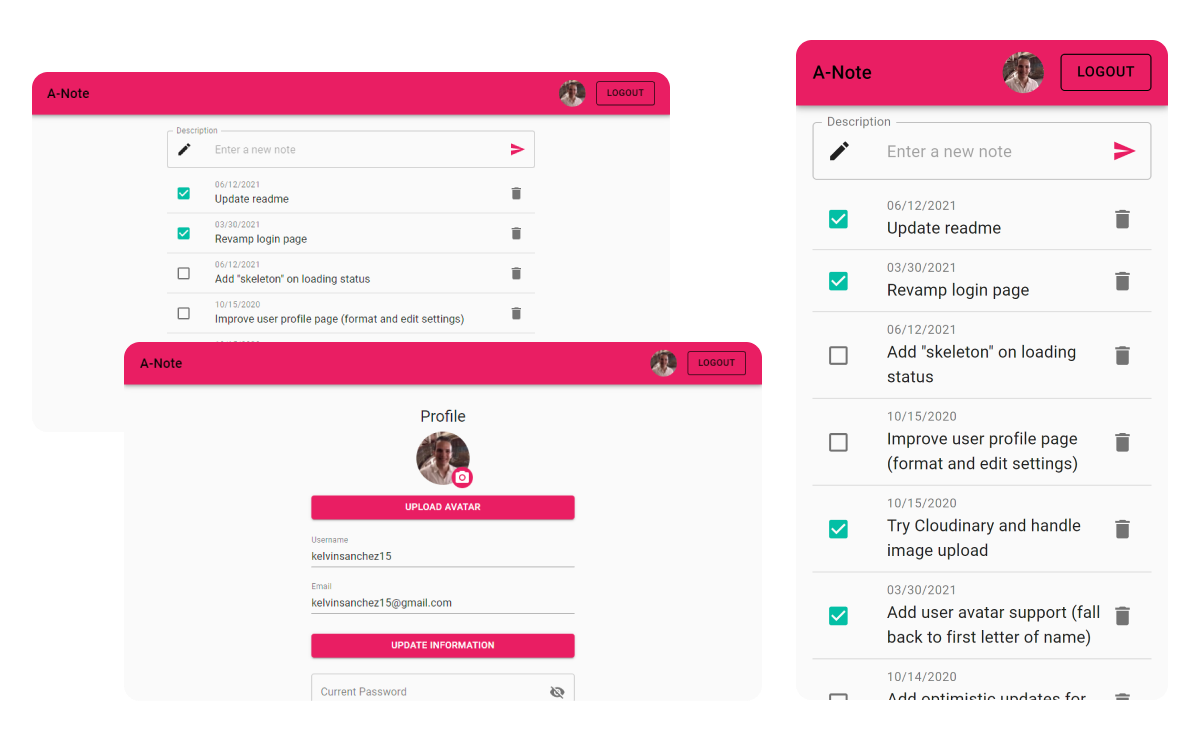 A-Note
LOGOUT
Description
Enter a new note
06/12/2021
Update readme
03/30/2021
Revamp login page
06/12/2021
Add "skeleton" on loading status
10/15/2020
Improve user profile page (format and edit settings)
A-Note
LOGOUT
Profile
UPLOAD AVATAR
Username
kelvinsanchez15
Email
kelvinsanchez15@gmail.com
UPDATE INFORMATION
Current Password
A-Note
LOGOUT
Description
Enter a new note
06/12/2021
Update readme
03/30/2021
Revamp login page
06/12/2021
Add "skeleton" on loading
status
10/15/2020
Improve user profile page
(format and edit settings)
10/15/2020
Try Cloudinary and handle
image upload
03/30/2021
Add user avatar support (fall
back to first letter of name)
10/14/2020
Add optimistic updates for